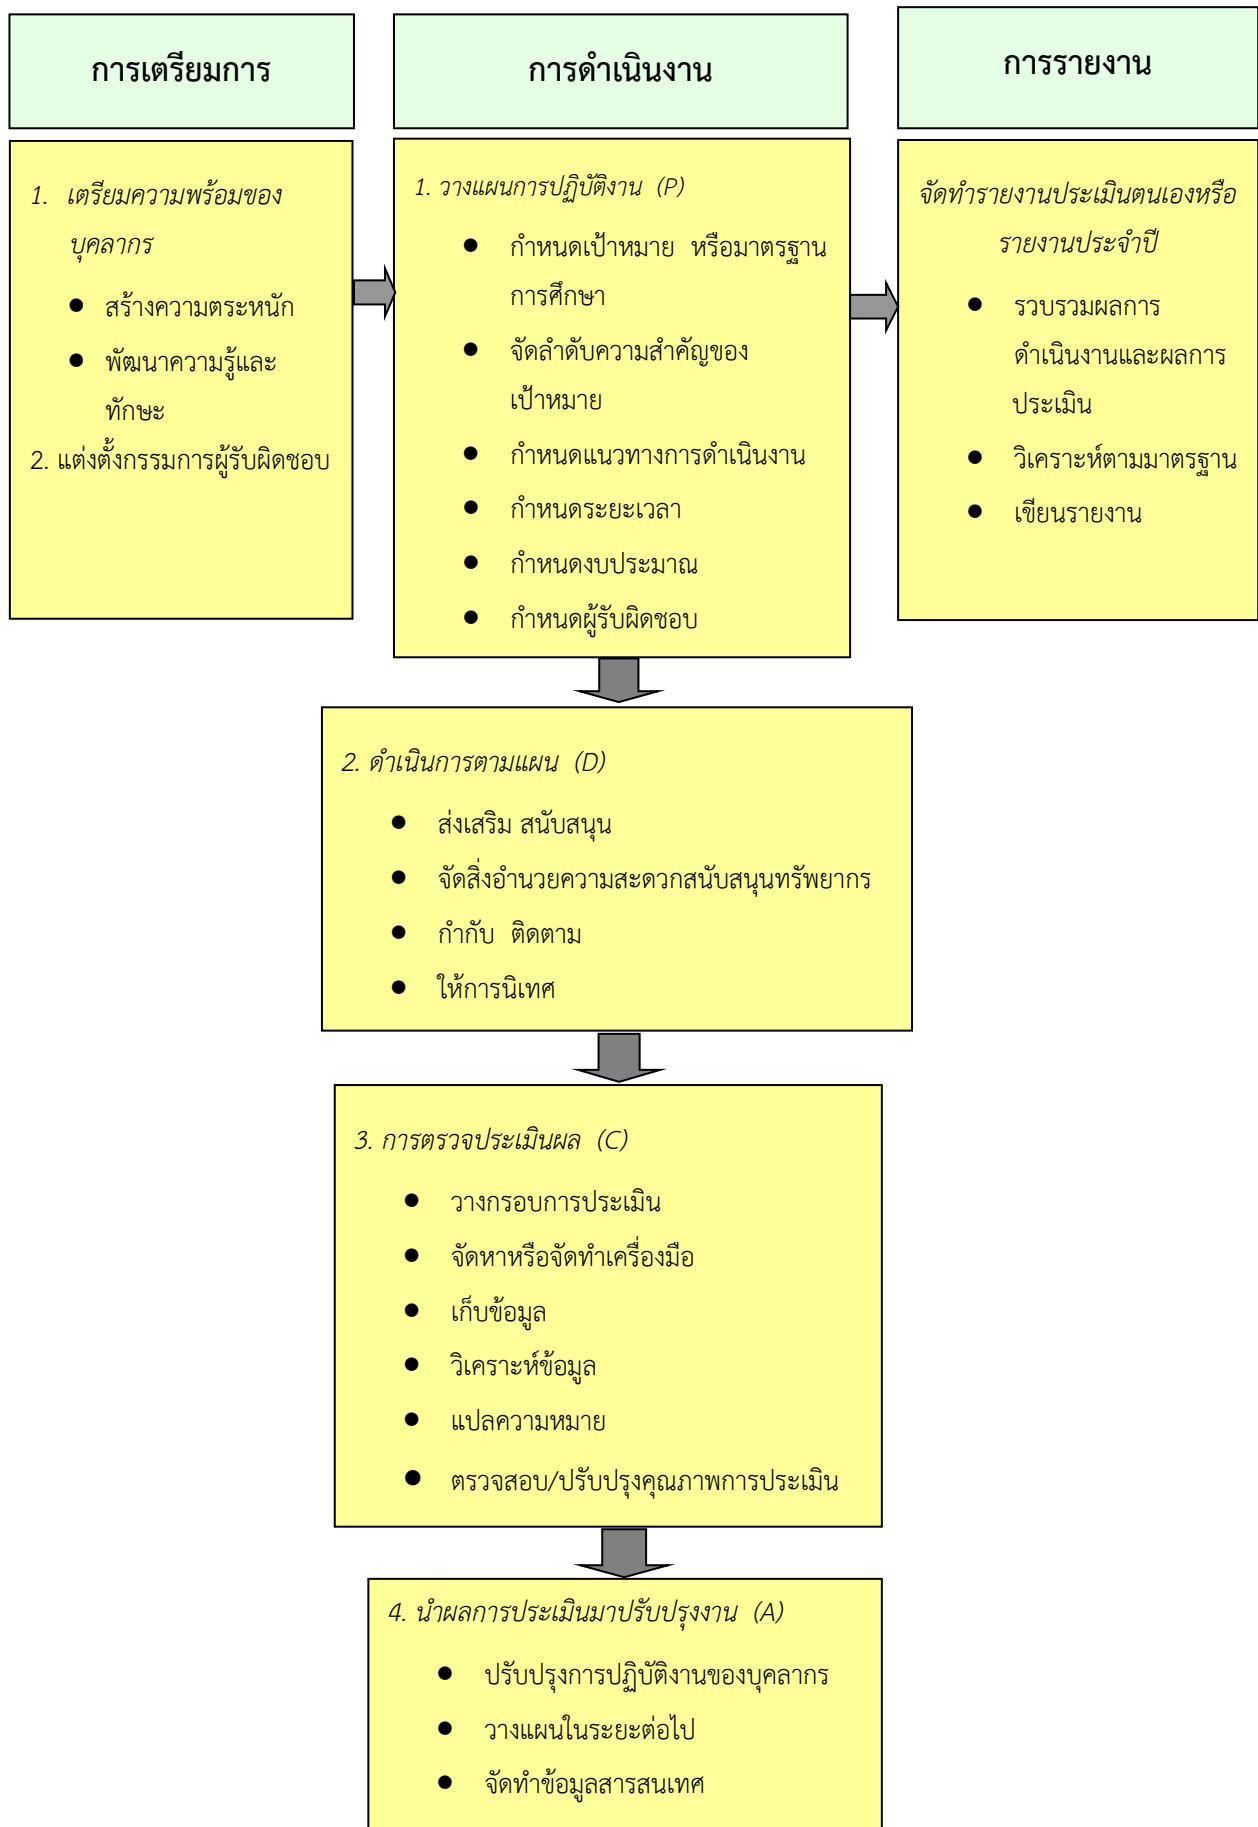 การเตรียมการ
1. เตรียมความพร้อมของ
บุคลากร
● สร้างความตระหนัก
● พัฒนาความรู้และ
ทักษะ
2. แต่งตั้งกรรมการผู้รับผิดชอบ
การดำเนินงาน
1. วางแผนการปฏิบัติงาน (P)
● กำหนดเป้าหมาย หรือมาตรฐาน
การศึกษา
● จัดลำดับความสำคัญของ
เป้าหมาย
● กำหนดแนวทางการดำเนินงาน
● กำหนดระยะเวลา
● กำหนดงบประมาณ
● กำหนดผู้รับผิดชอบ
การรายงาน
จัดทำรายงานประเมินตนเองหรือ
รายงานประจำปี
● รวบรวมผลการ
ดำเนินงานและผลการ
ประเมิน
● วิเคราะห์ตามมาตรฐาน
● เขียนรายงาน
2. ดำเนินการตามแผน (D)
● ส่งเสริม สนับสนุน
● จัดสิ่งอำนวยความสะดวกสนับสนุนทรัพยากร
● กำกับ ติดตาม
● ให้การนิเทศ
3. การตรวจประเมินผล (C)
● วางกรอบการประเมิน
● จัดหาหรือจัดทำเครื่องมือ
● เก็บข้อมูล
● วิเคราะห์ข้อมูล
● แปลความหมาย
● ตรวจสอบ/ปรับปรุงคุณภาพการประเมิน
4. นำผลการประเมินมาปรับปรุงงาน (A)
● ปรับปรุงการปฏิบัติงานของบุคลากร
● วางแผนในระยะต่อไป
● จัดทำข้อมูลสารสนเทศ